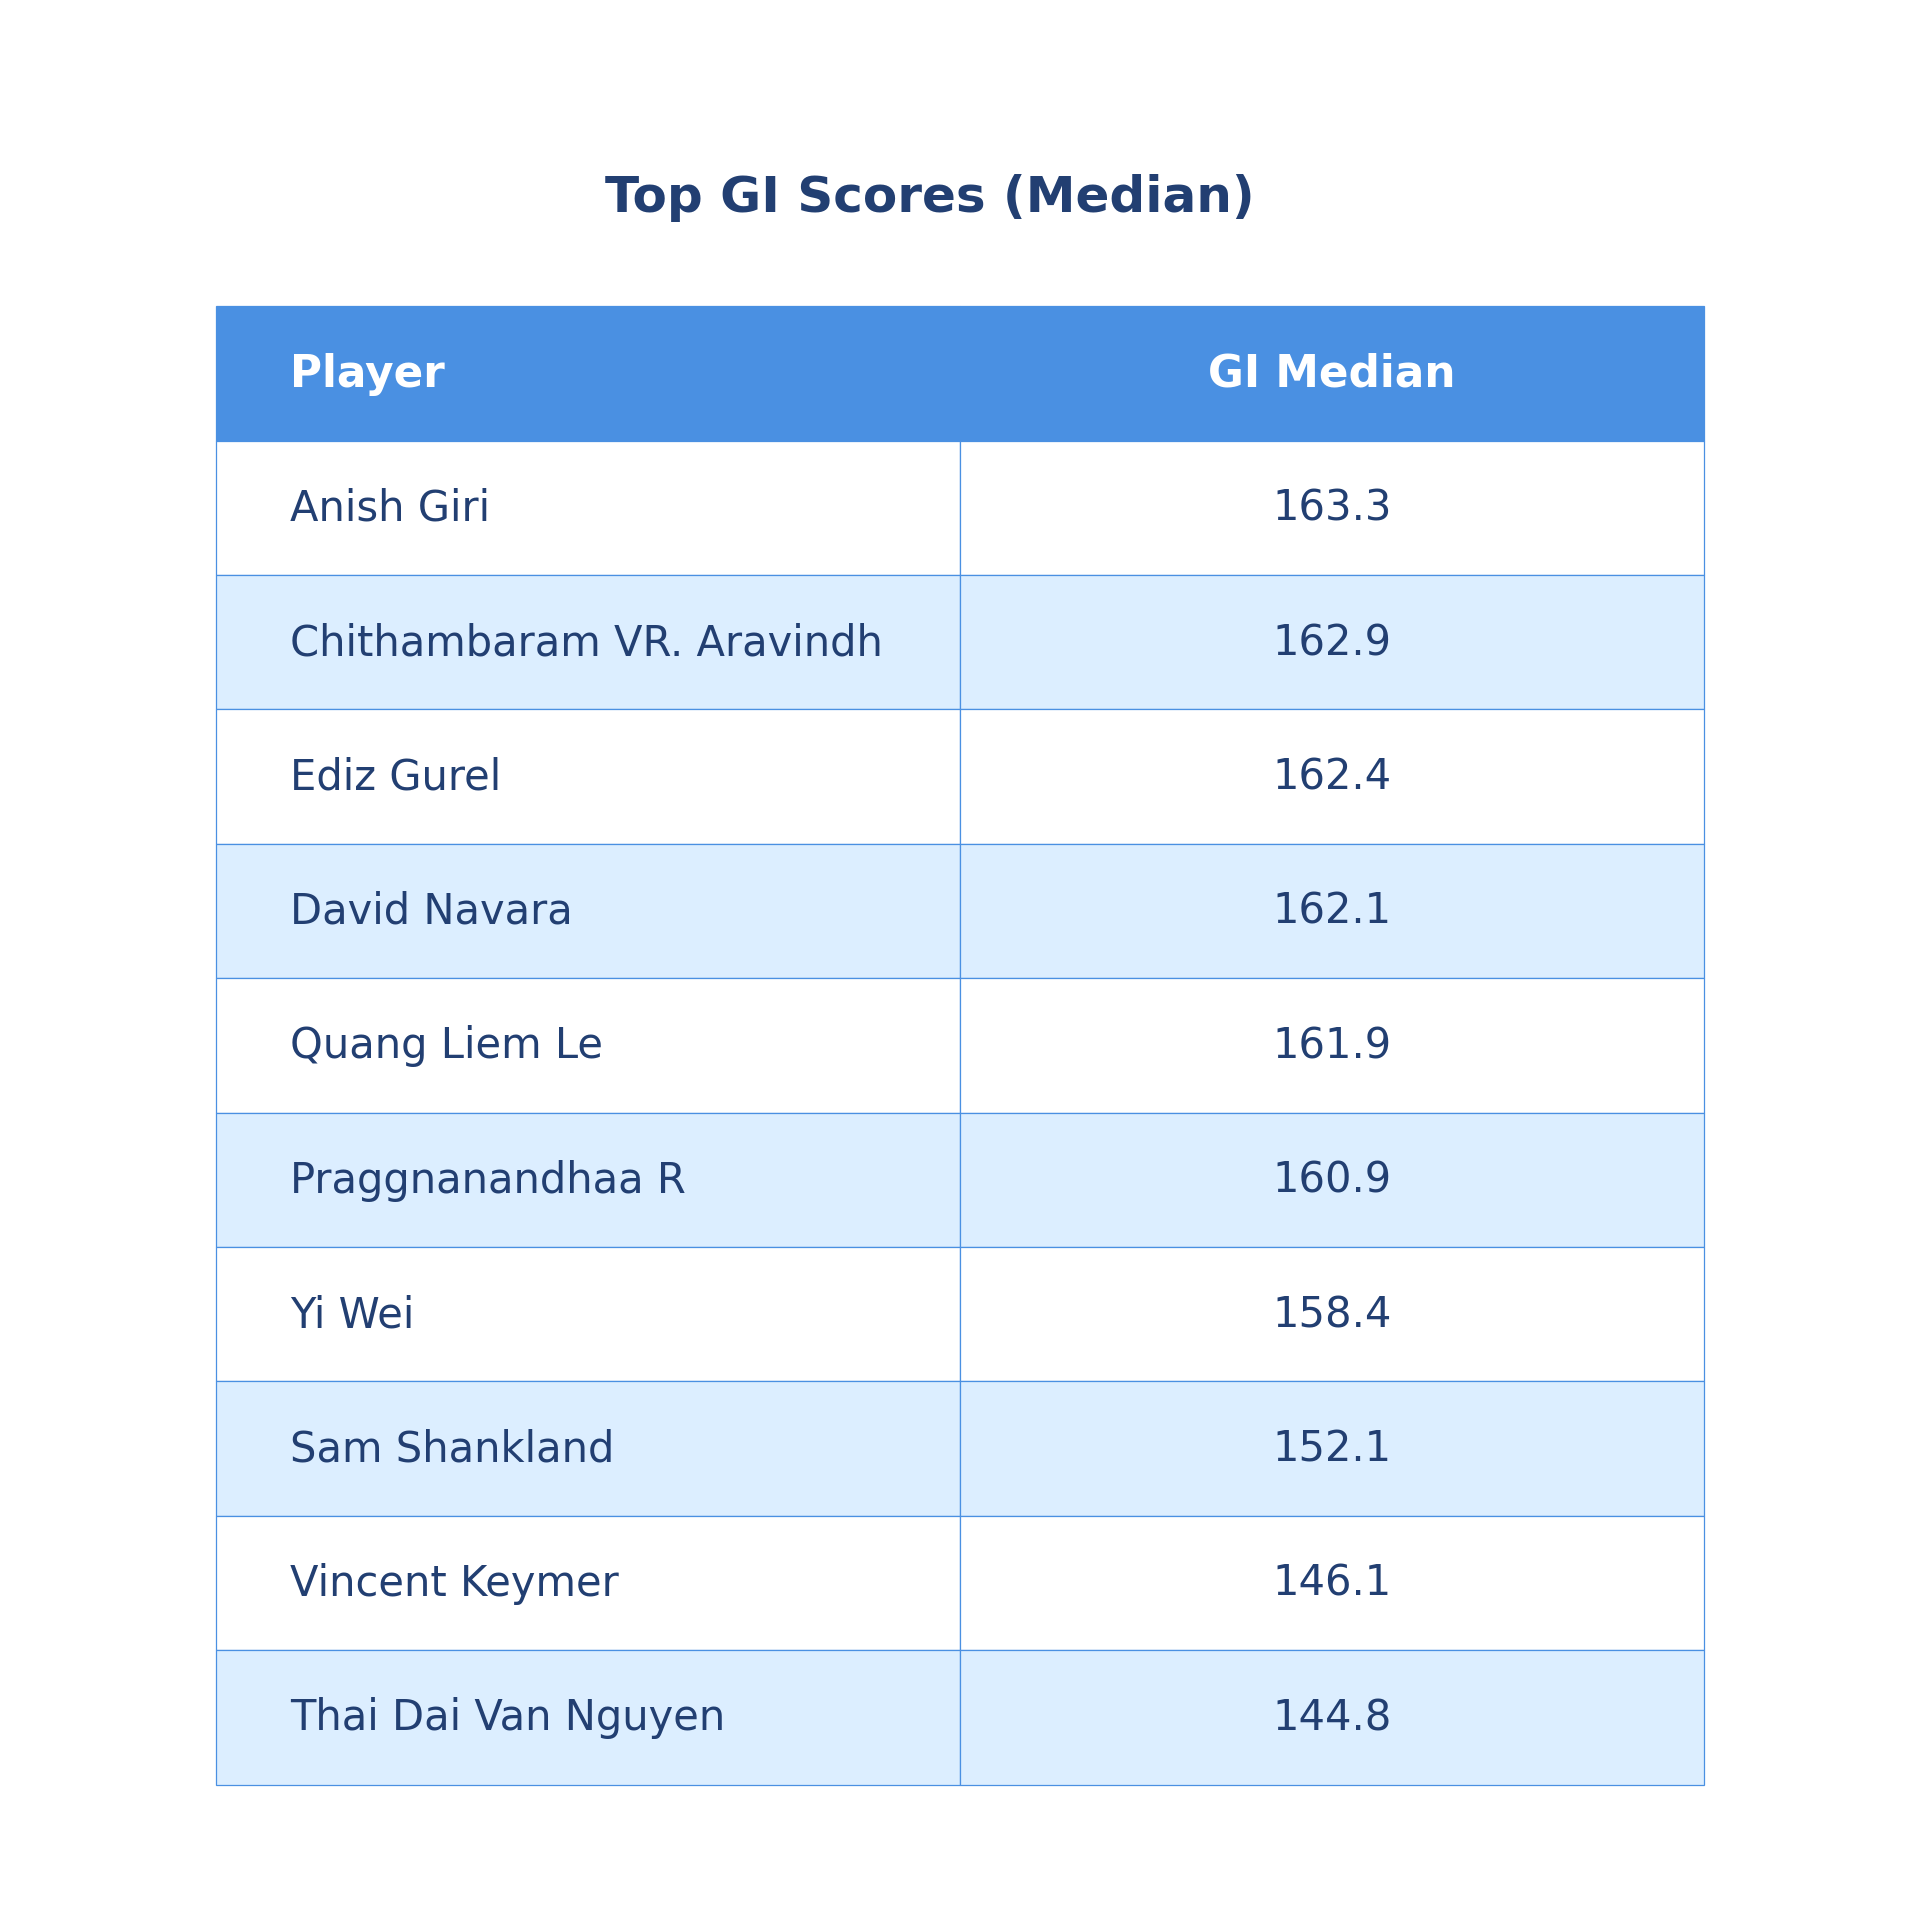 Top GI Scores (Median)
Player GI Median
Anish Giri 163.3
Chithambaram VR. Aravindh 162.9
Ediz Gurel 162.4
David Navara 162.1
Quang Liem Le 161.9
Praggnanandhaa R 160.9
Yi Wei 158.4
Sam Shankland 152.1
Vincent Keymer 146.1
Thai Dai Van Nguyen 144.8